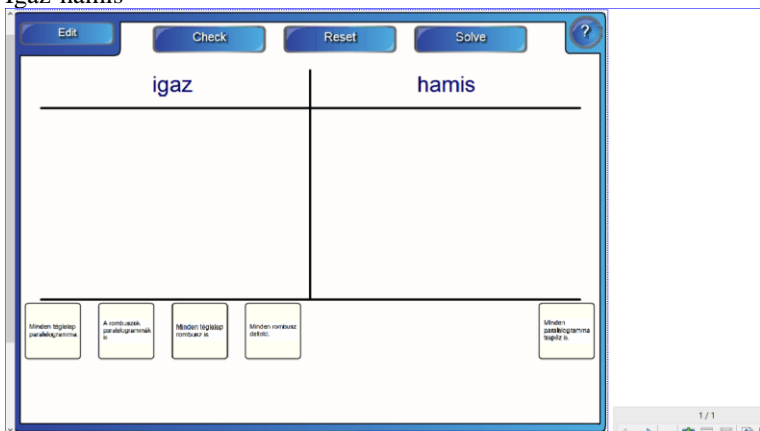 Igaz-hamis
Edit
Check
Reset
Solve
?
igaz
hamis
Minden téglalap
paralelogramma.
A rombuszok
paralelogrammák
is.
Minden téglalap
rombusz is.
Minden rombusz
deltoid.
Minden
paralelogramma
trapéz is.
1/1